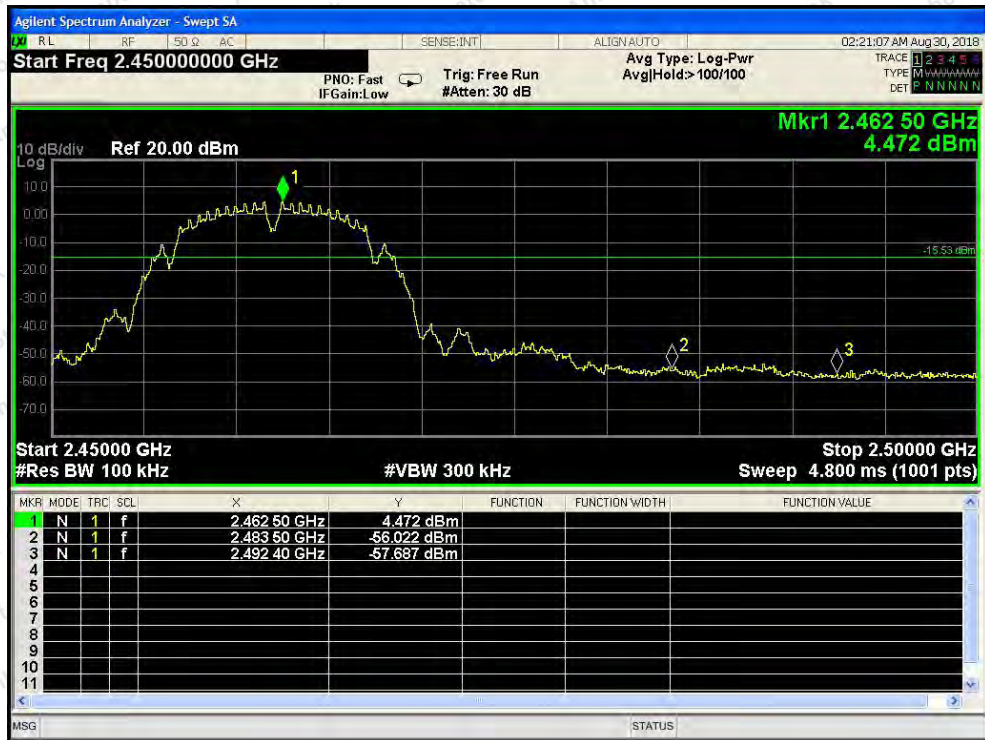 Agilent Spectrum Analyzer - Swept SA
LXI RL RF 50 Ω AC SENSE:INT ALIGN AUTO 02:21:07 AM Aug 30, 2018
Start Freq 2.450000000 GHz
PNO: Fast
IFGain:Low
Trig: Free Run
#Atten: 30 dB
Avg Type: Log-Pwr
Avg|Hold:>100/100
TRACE 1 2 3 4 5 6
TYPE M
DET P N N N N N
Mkr1 2.462 50 GHz
4.472 dBm
10 dB/div Ref 20.00 dBm
Log
10.0
0.00
-10.0
-20.0
-30.0
-40.0
-50.0
-60.0
-70.0
1
-15.53 dBm
2
3
Start 2.45000 GHz Stop 2.50000 GHz
#Res BW 100 kHz #VBW 300 kHz Sweep 4.800 ms (1001 pts)
MKR MODE TRC SCL X Y FUNCTION FUNCTION WIDTH FUNCTION VALUE
1 N 1 f 2.462 50 GHz 4.472 dBm
2 N 1 f 2.483 50 GHz -56.022 dBm
3 N 1 f 2.492 40 GHz -57.687 dBm
4
5
6
7
8
9
10
11
MSG STATUS